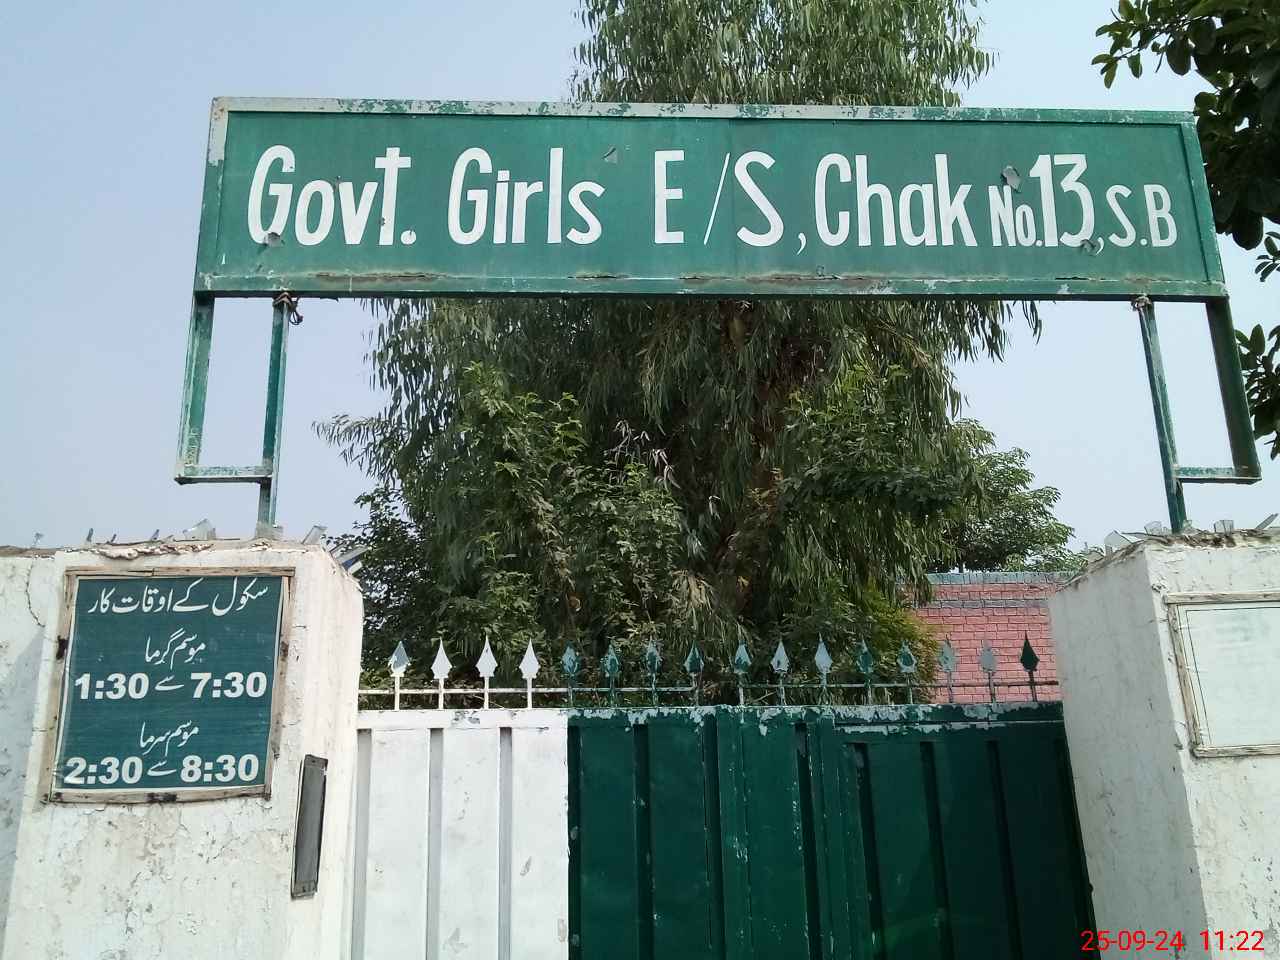 Govt. Girls E/S, Chak No.13, S.B
سکول کے اوقات کار
موسم گرما
7:30 سے 1:30
موسم سرما
8:30 سے 2:30
25-09-24 11:22